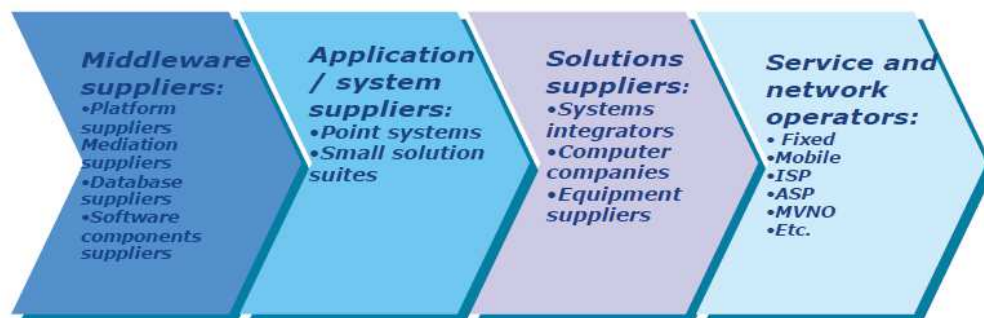 Middleware
suppliers:
•Platform
suppliers
Mediation
suppliers
•Database
suppliers
•Software
components
suppliers
Application
/ system
suppliers:
•Point systems
•Small solution
suites
Solutions
suppliers:
•Systems
integrators
•Computer
companies
•Equipment
suppliers
Service and
network
operators:
• Fixed
•Mobile
•ISP
•ASP
•MVNO
•Etc.